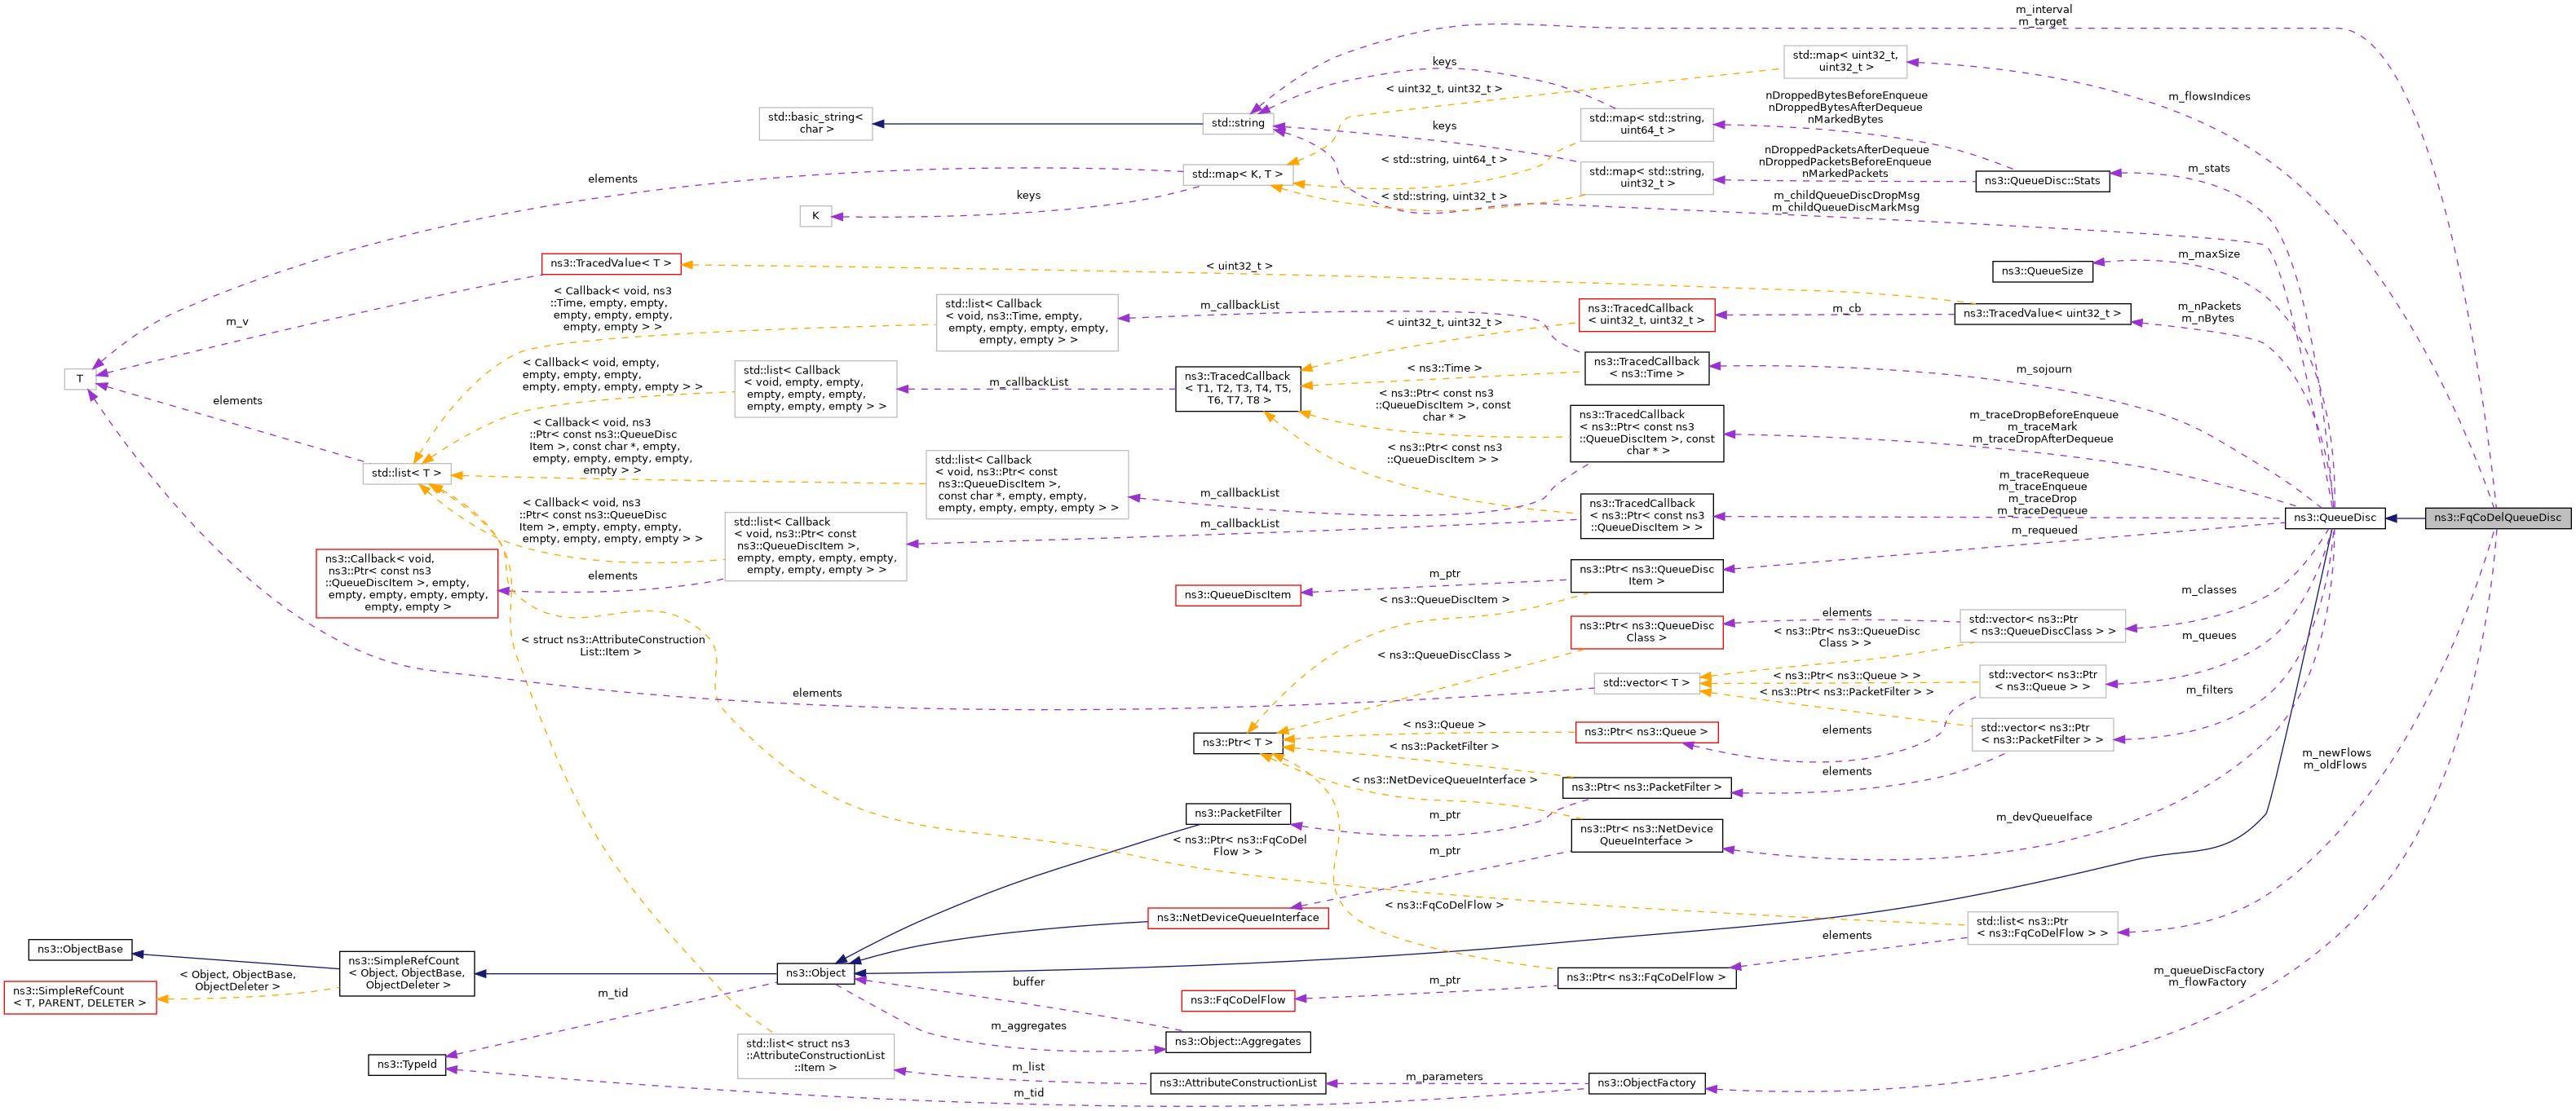 m_interval
m_target
std::map< uint32_t,
uint32_t >
keys
< uint32_t, uint32_t >
m_flowsIndices
nDroppedBytesBeforeEnqueue
nDroppedBytesAfterDequeue
nMarkedBytes
std::basic_string<
char >
std::string
std::map< std::string,
uint64_t >
keys
nDroppedPacketsAfterDequeue
nDroppedPacketsBeforeEnqueue
nMarkedPackets
< std::string, uint64_t >
m_stats
elements
std::map< K, T >
std::map< std::string,
uint32_t >
ns3::QueueDisc::Stats
keys
< std::string, uint32_t >
m_childQueueDiscDropMsg
m_childQueueDiscMarkMsg
K
ns3::TracedValue< T >
< uint32_t >
m_maxSize
ns3::QueueSize
< Callback< void, ns3
::Time, empty, empty,
empty, empty, empty,
empty, empty > >
std::list< Callback
< void, ns3::Time, empty,
empty, empty, empty, empty,
empty, empty > >
m_callbackList
ns3::TracedCallback
< uint32_t, uint32_t >
m_cb
ns3::TracedValue< uint32_t >
m_nPackets
m_nBytes
m_v
< uint32_t, uint32_t >
T
< Callback< void, empty,
empty, empty, empty,
empty, empty, empty, empty > >
std::list< Callback
< void, empty, empty,
empty, empty, empty,
empty, empty, empty > >
m_callbackList
ns3::TracedCallback
< T1, T2, T3, T4, T5,
T6, T7, T8 >
< ns3::Time >
ns3::TracedCallback
< ns3::Time >
m_sojourn
elements
< ns3::Ptr< const ns3
::QueueDiscItem >, const
char * >
ns3::TracedCallback
< ns3::Ptr< const ns3
::QueueDiscItem >, const
char * >
m_traceDropBeforeEnqueue
m_traceMark
m_traceDropAfterDequeue
< Callback< void, ns3
::Ptr< const ns3::QueueDisc
Item >, const char *, empty,
empty, empty, empty, empty,
empty > >
std::list< T >
std::list< Callback
< void, ns3::Ptr< const
ns3::QueueDiscItem >,
const char *, empty, empty,
empty, empty, empty, empty > >
< ns3::Ptr< const ns3
::QueueDiscItem > >
m_callbackList
m_traceRequeue
m_traceEnqueue
m_traceDrop
m_traceDequeue
< Callback< void, ns3
::Ptr< const ns3::QueueDisc
Item >, empty, empty, empty,
empty, empty, empty, empty > >
std::list< Callback
< void, ns3::Ptr< const
ns3::QueueDiscItem >,
empty, empty, empty, empty,
empty, empty, empty > >
m_callbackList
ns3::TracedCallback
< ns3::Ptr< const ns3
::QueueDiscItem > >
ns3::QueueDisc
ns3::FqCoDelQueueDisc
m_requeued
ns3::Callback< void,
ns3::Ptr< const ns3
::QueueDiscItem >, empty,
empty, empty, empty, empty,
empty, empty >
elements
m_ptr
ns3::Ptr< ns3::QueueDisc
Item >
ns3::QueueDiscItem
< ns3::QueueDiscItem >
m_classes
elements
std::vector< ns3::Ptr
< ns3::QueueDiscClass > >
ns3::Ptr< ns3::QueueDisc
Class >
< ns3::Ptr< ns3::QueueDisc
Class > >
m_queues
< struct ns3::AttributeConstruction
List::Item >
< ns3::QueueDiscClass >
elements
std::vector< T >
< ns3::Ptr< ns3::Queue > >
std::vector< ns3::Ptr
< ns3::Queue > >
< ns3::Ptr< ns3::PacketFilter > >
m_filters
ns3::Ptr< T >
< ns3::Queue >
ns3::Ptr< ns3::Queue >
elements
std::vector< ns3::Ptr
< ns3::PacketFilter > >
< ns3::PacketFilter >
m_newFlows
m_oldFlows
elements
< ns3::NetDeviceQueueInterface >
ns3::Ptr< ns3::PacketFilter >
ns3::PacketFilter
m_ptr
m_devQueueIface
ns3::Ptr< ns3::NetDevice
QueueInterface >
< ns3::Ptr< ns3::FqCoDel
Flow > >
m_ptr
ns3::NetDeviceQueueInterface
< ns3::FqCoDelFlow >
std::list< ns3::Ptr
< ns3::FqCoDelFlow > >
elements
ns3::ObjectBase
ns3::SimpleRefCount
< Object, ObjectBase,
ObjectDeleter >
ns3::Object
ns3::Ptr< ns3::FqCoDelFlow >
< Object, ObjectBase,
ObjectDeleter >
ns3::SimpleRefCount
< T, PARENT, DELETER >
m_tid
buffer
m_ptr
ns3::FqCoDelFlow
m_queueDiscFactory
m_flowFactory
m_aggregates
ns3::Object::Aggregates
std::list< struct ns3
::AttributeConstructionList
::Item >
ns3::TypeId
m_list
ns3::AttributeConstructionList
m_parameters
ns3::ObjectFactory
m_tid